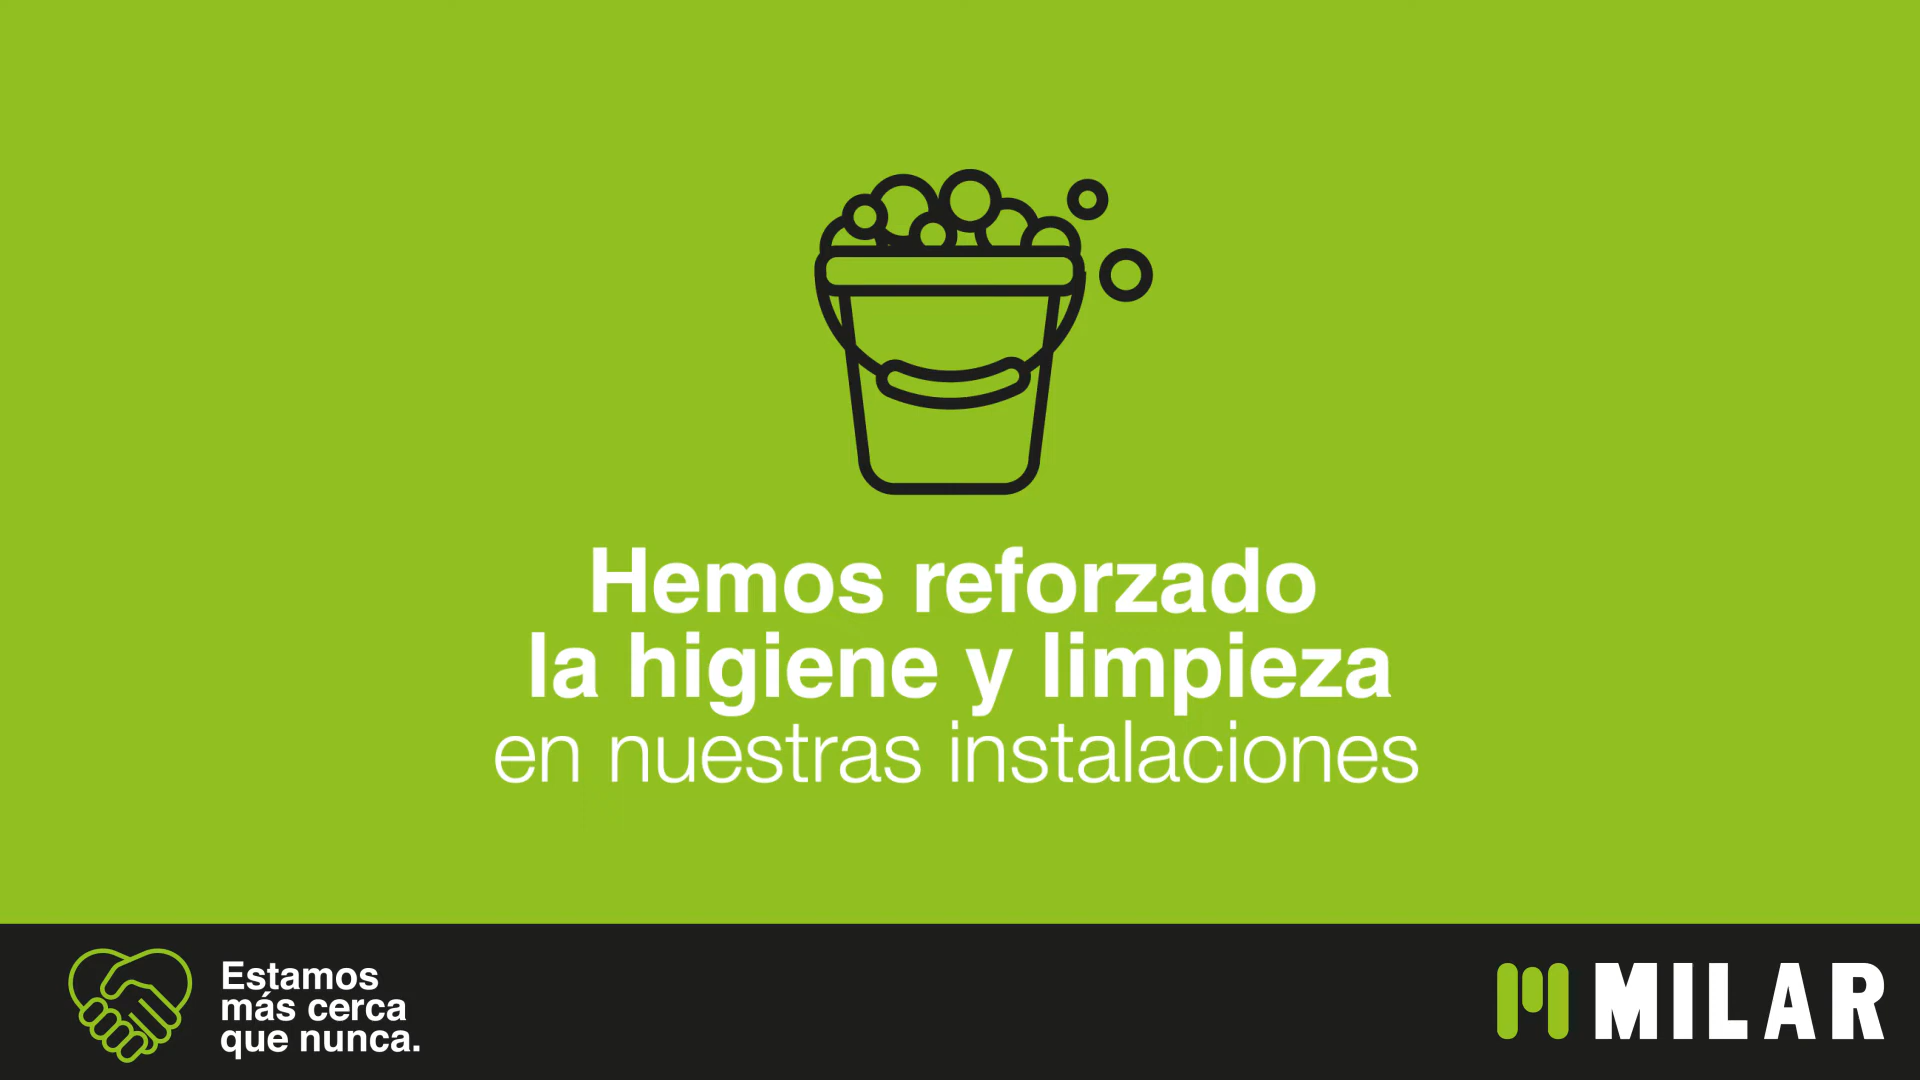 Hemos reforzado
la higiene y limpieza
en nuestras instalaciones
Estamos
más cerca
que nunca.
MILAR